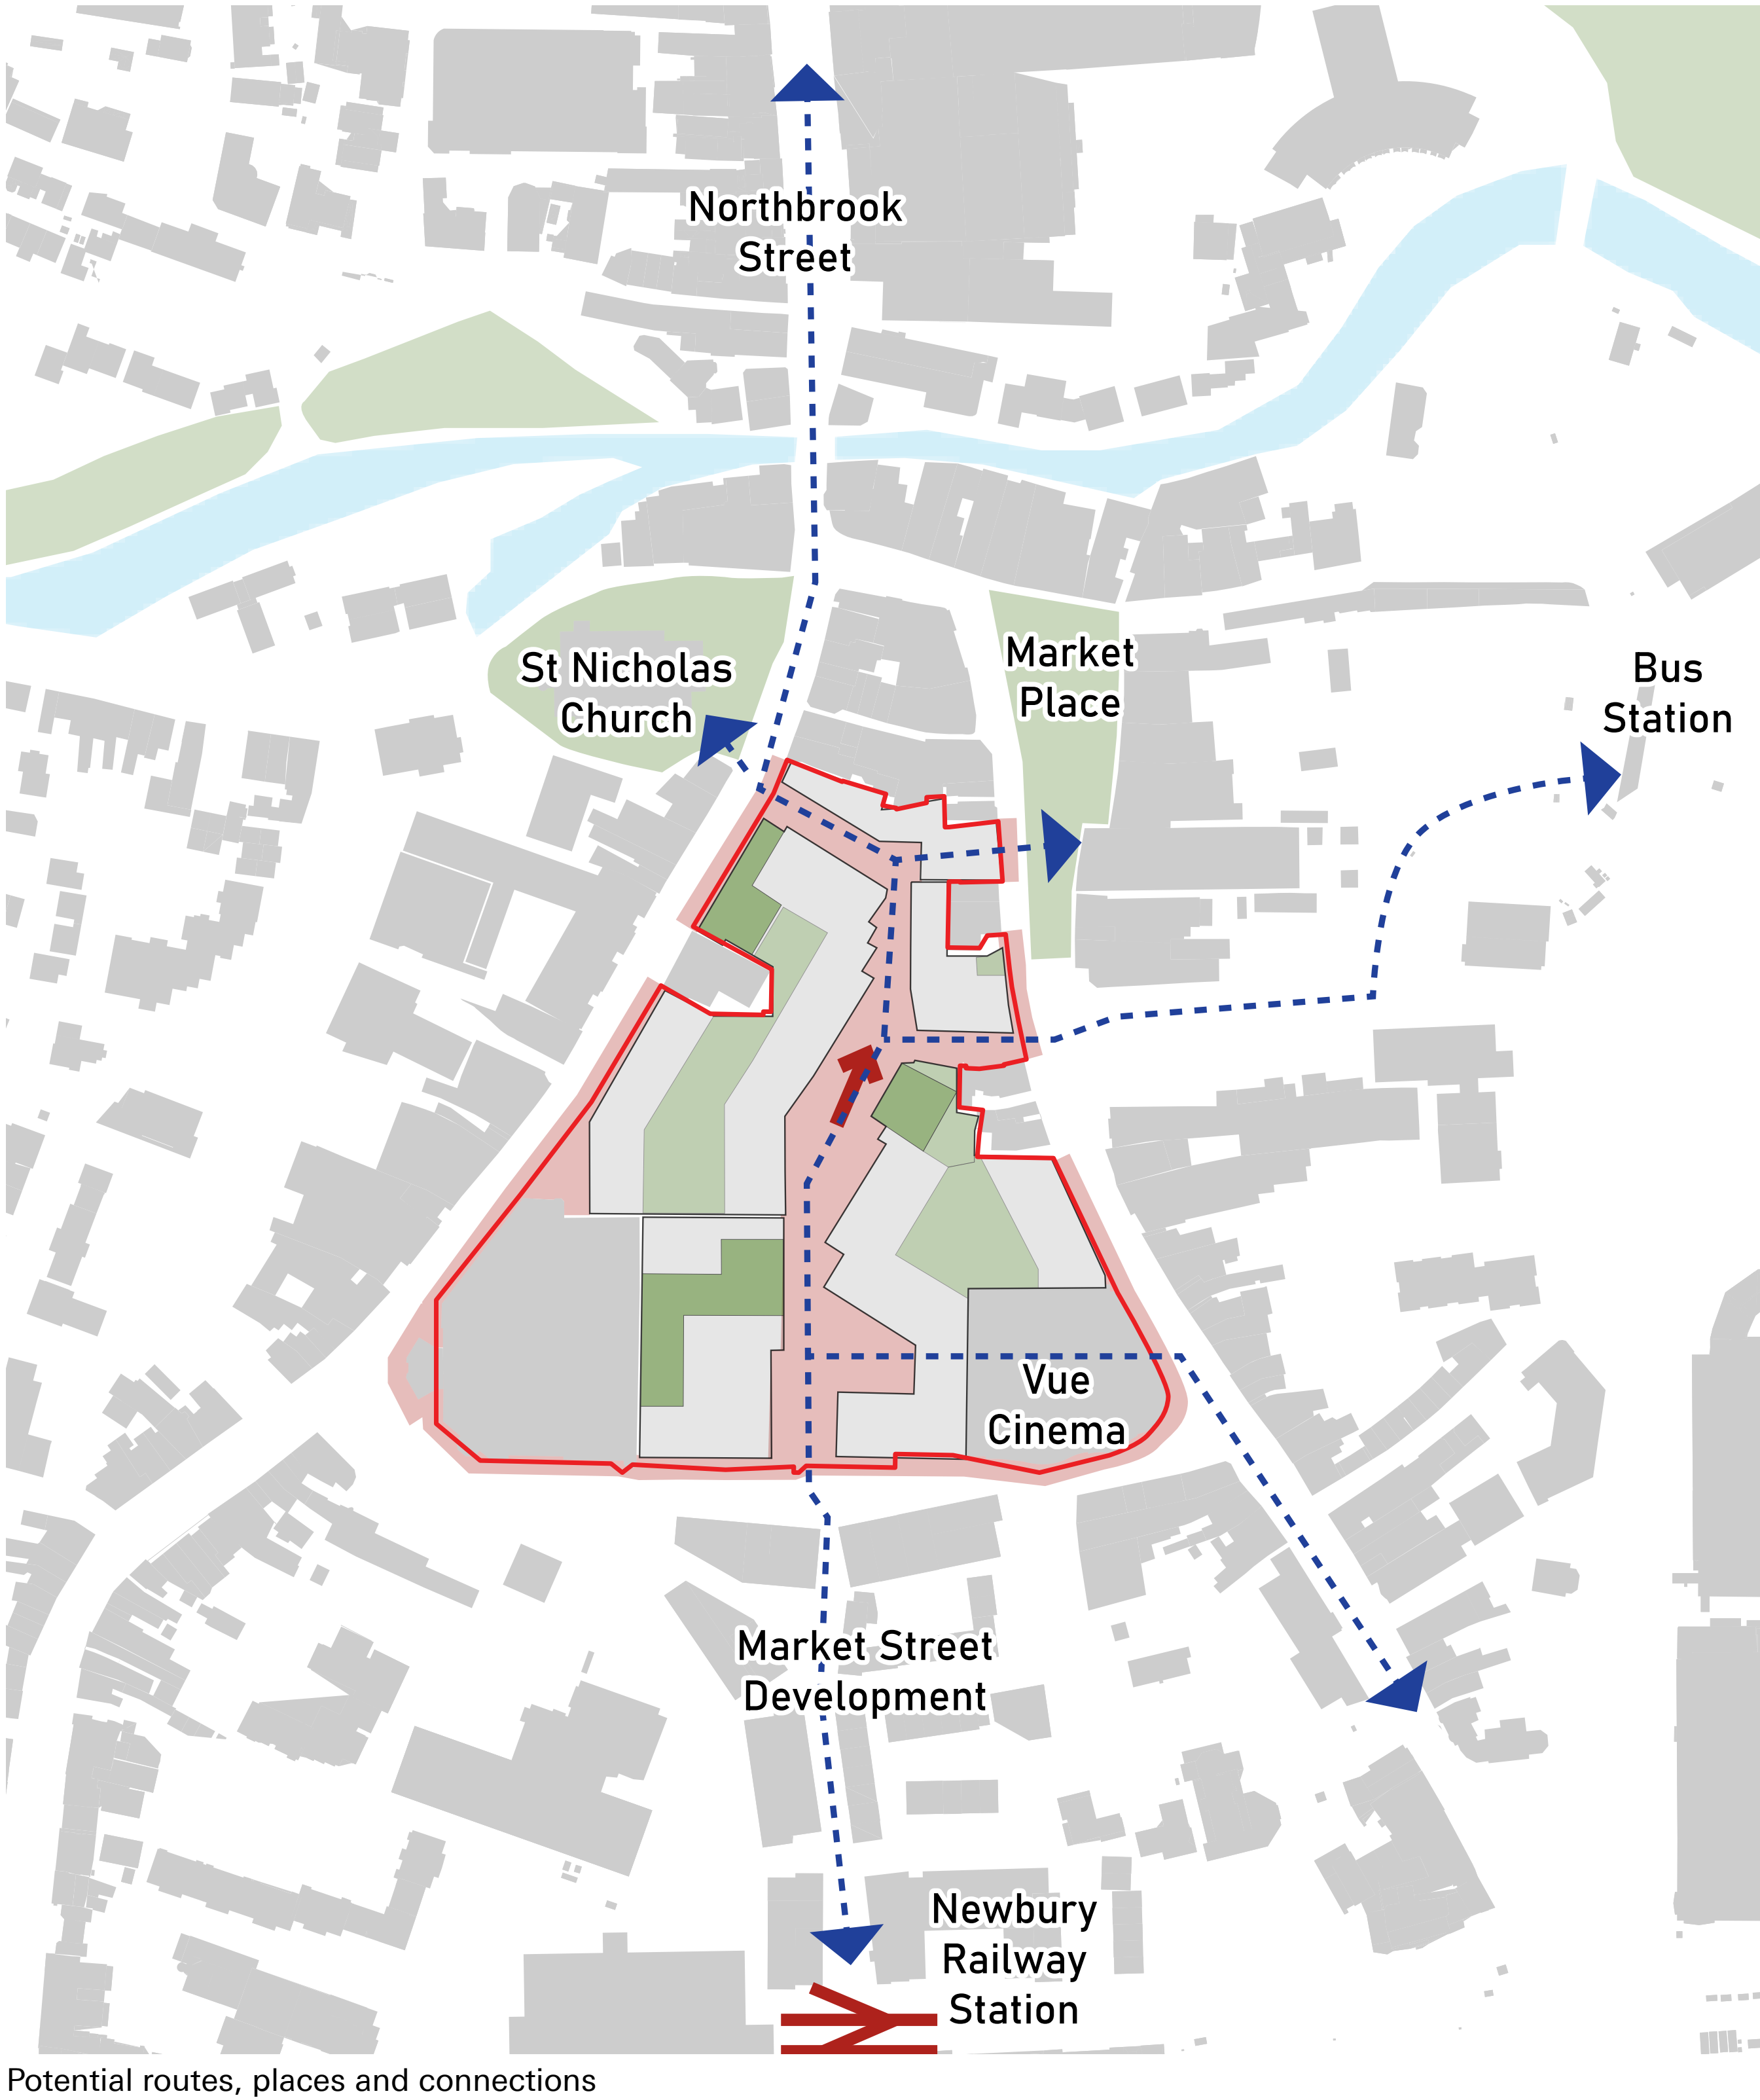 Northbrook
Street
St Nicholas
Church
Market
Place
Bus
Station
Vue
Cinema
Market Street
Development
Newbury
Railway
Station
Potential routes, places and connections